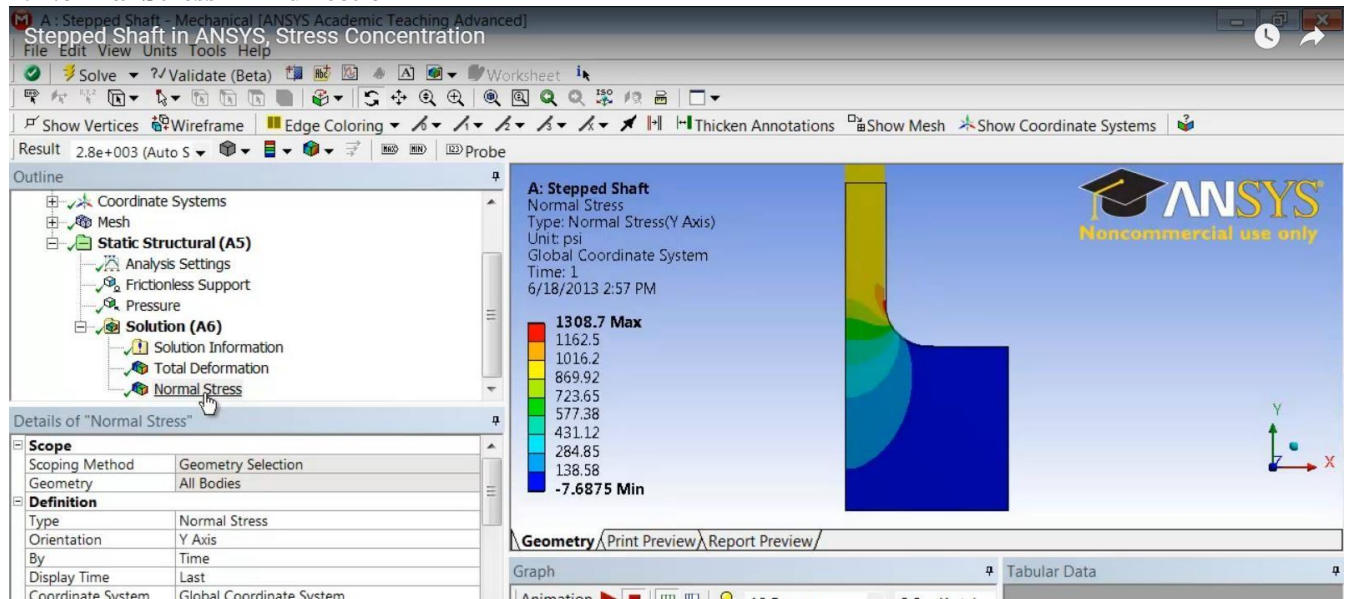 A : Stepped Shaft - Mechanical [ANSYS Academic Teaching Advanced]
Stepped Shaft in ANSYS, Stress Concentration
File Edit View Units Tools Help
Solve ?✓ Validate (Beta) A Worksheet i
ISO
Show Vertices Wireframe Edge Coloring Thicken Annotations Show Mesh Show Coordinate Systems
Result 2.8e+003 (Auto S MAX MIN 123 Probe
Outline
Coordinate Systems
Mesh
Static Structural (A5)
Analysis Settings
Frictionless Support
Pressure
Solution (A6)
Solution Information
Total Deformation
Normal Stress
Details of "Normal Stress"
Scope
Scoping Method Geometry Selection
Geometry All Bodies
Definition
Type Normal Stress
Orientation Y Axis
By Time
Display Time Last
Coordinate System Global Coordinate System
A: Stepped Shaft
Normal Stress
Type: Normal Stress(Y Axis)
Unit: psi
Global Coordinate System
Time: 1
6/18/2013 2:57 PM
1308.7 Max
1162.5
1016.2
869.92
723.65
577.38
431.12
284.85
138.58
-7.6875 Min
ANSYS
Noncommercial use only
Y
Z X
Geometry Print Preview Report Preview
Graph
Tabular Data
Animation